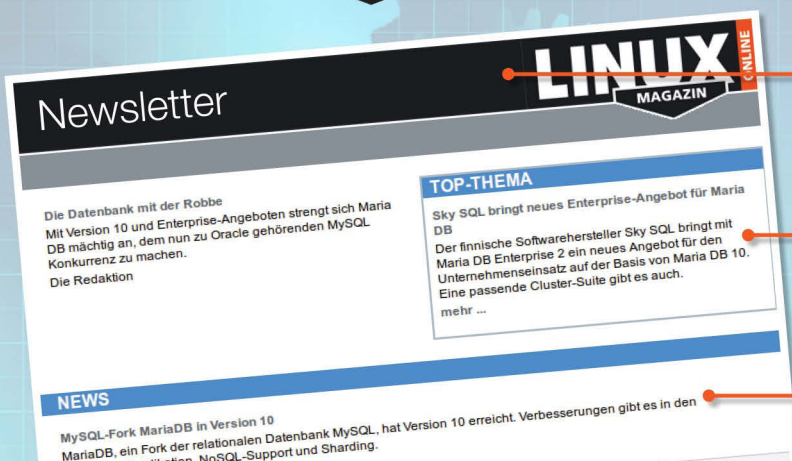 Newsletter
LINUX
MAGAZIN
ONLINE
Die Datenbank mit der Robbe
Mit Version 10 und Enterprise-Angeboten strengt sich Maria
DB mächtig an, dem nun zu Oracle gehörenden MySQL
Konkurrenz zu machen.
Die Redaktion
TOP-THEMA
Sky SQL bringt neues Enterprise-Angebot für Maria
DB
Der finnische Softwarehersteller Sky SQL bringt mit
Maria DB Enterprise 2 ein neues Angebot für den
Unternehmenseinsatz auf der Basis von Maria DB 10.
Eine passende Cluster-Suite gibt es auch.
mehr ...
NEWS
MySQL-Fork MariaDB in Version 10
MariaDB, ein Fork der relationalen Datenbank MySQL, hat Version 10 erreicht. Verbesserungen gibt es in den
NoSQL-Support und Sharding.